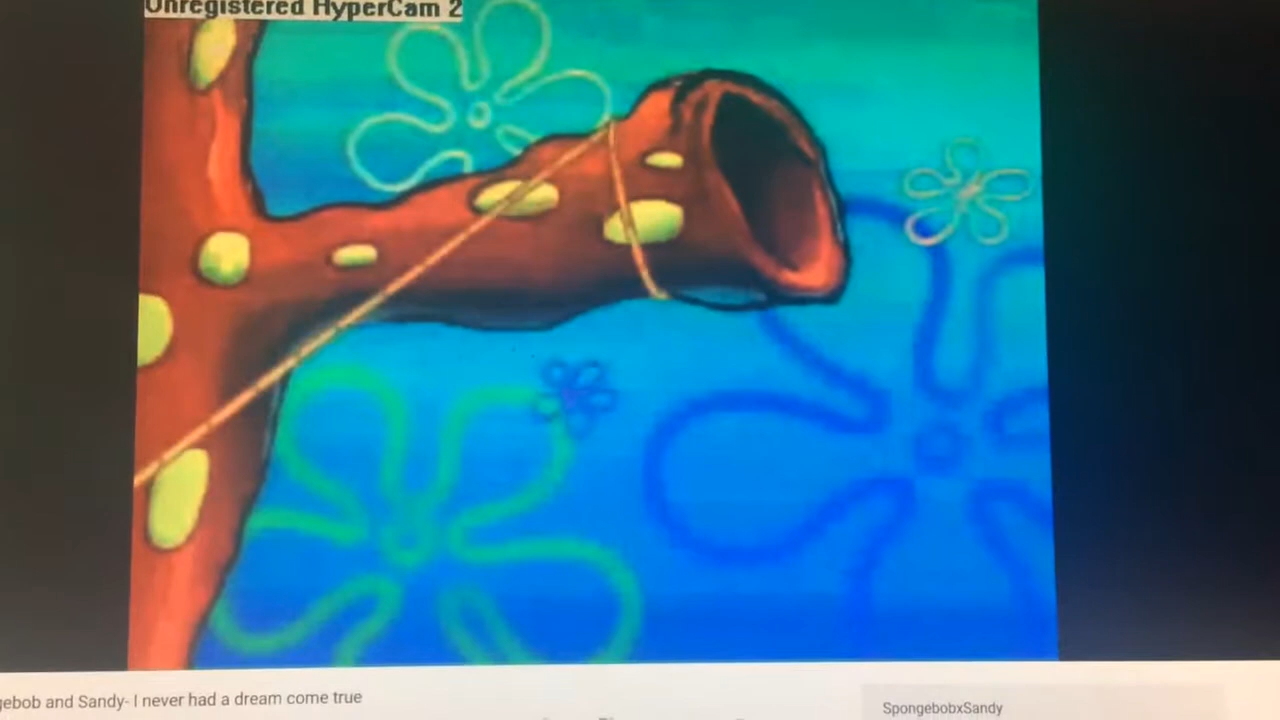 Unregistered HyperCam 2
gebob and Sandy- I never had a dream come true
SpongebobxSandy